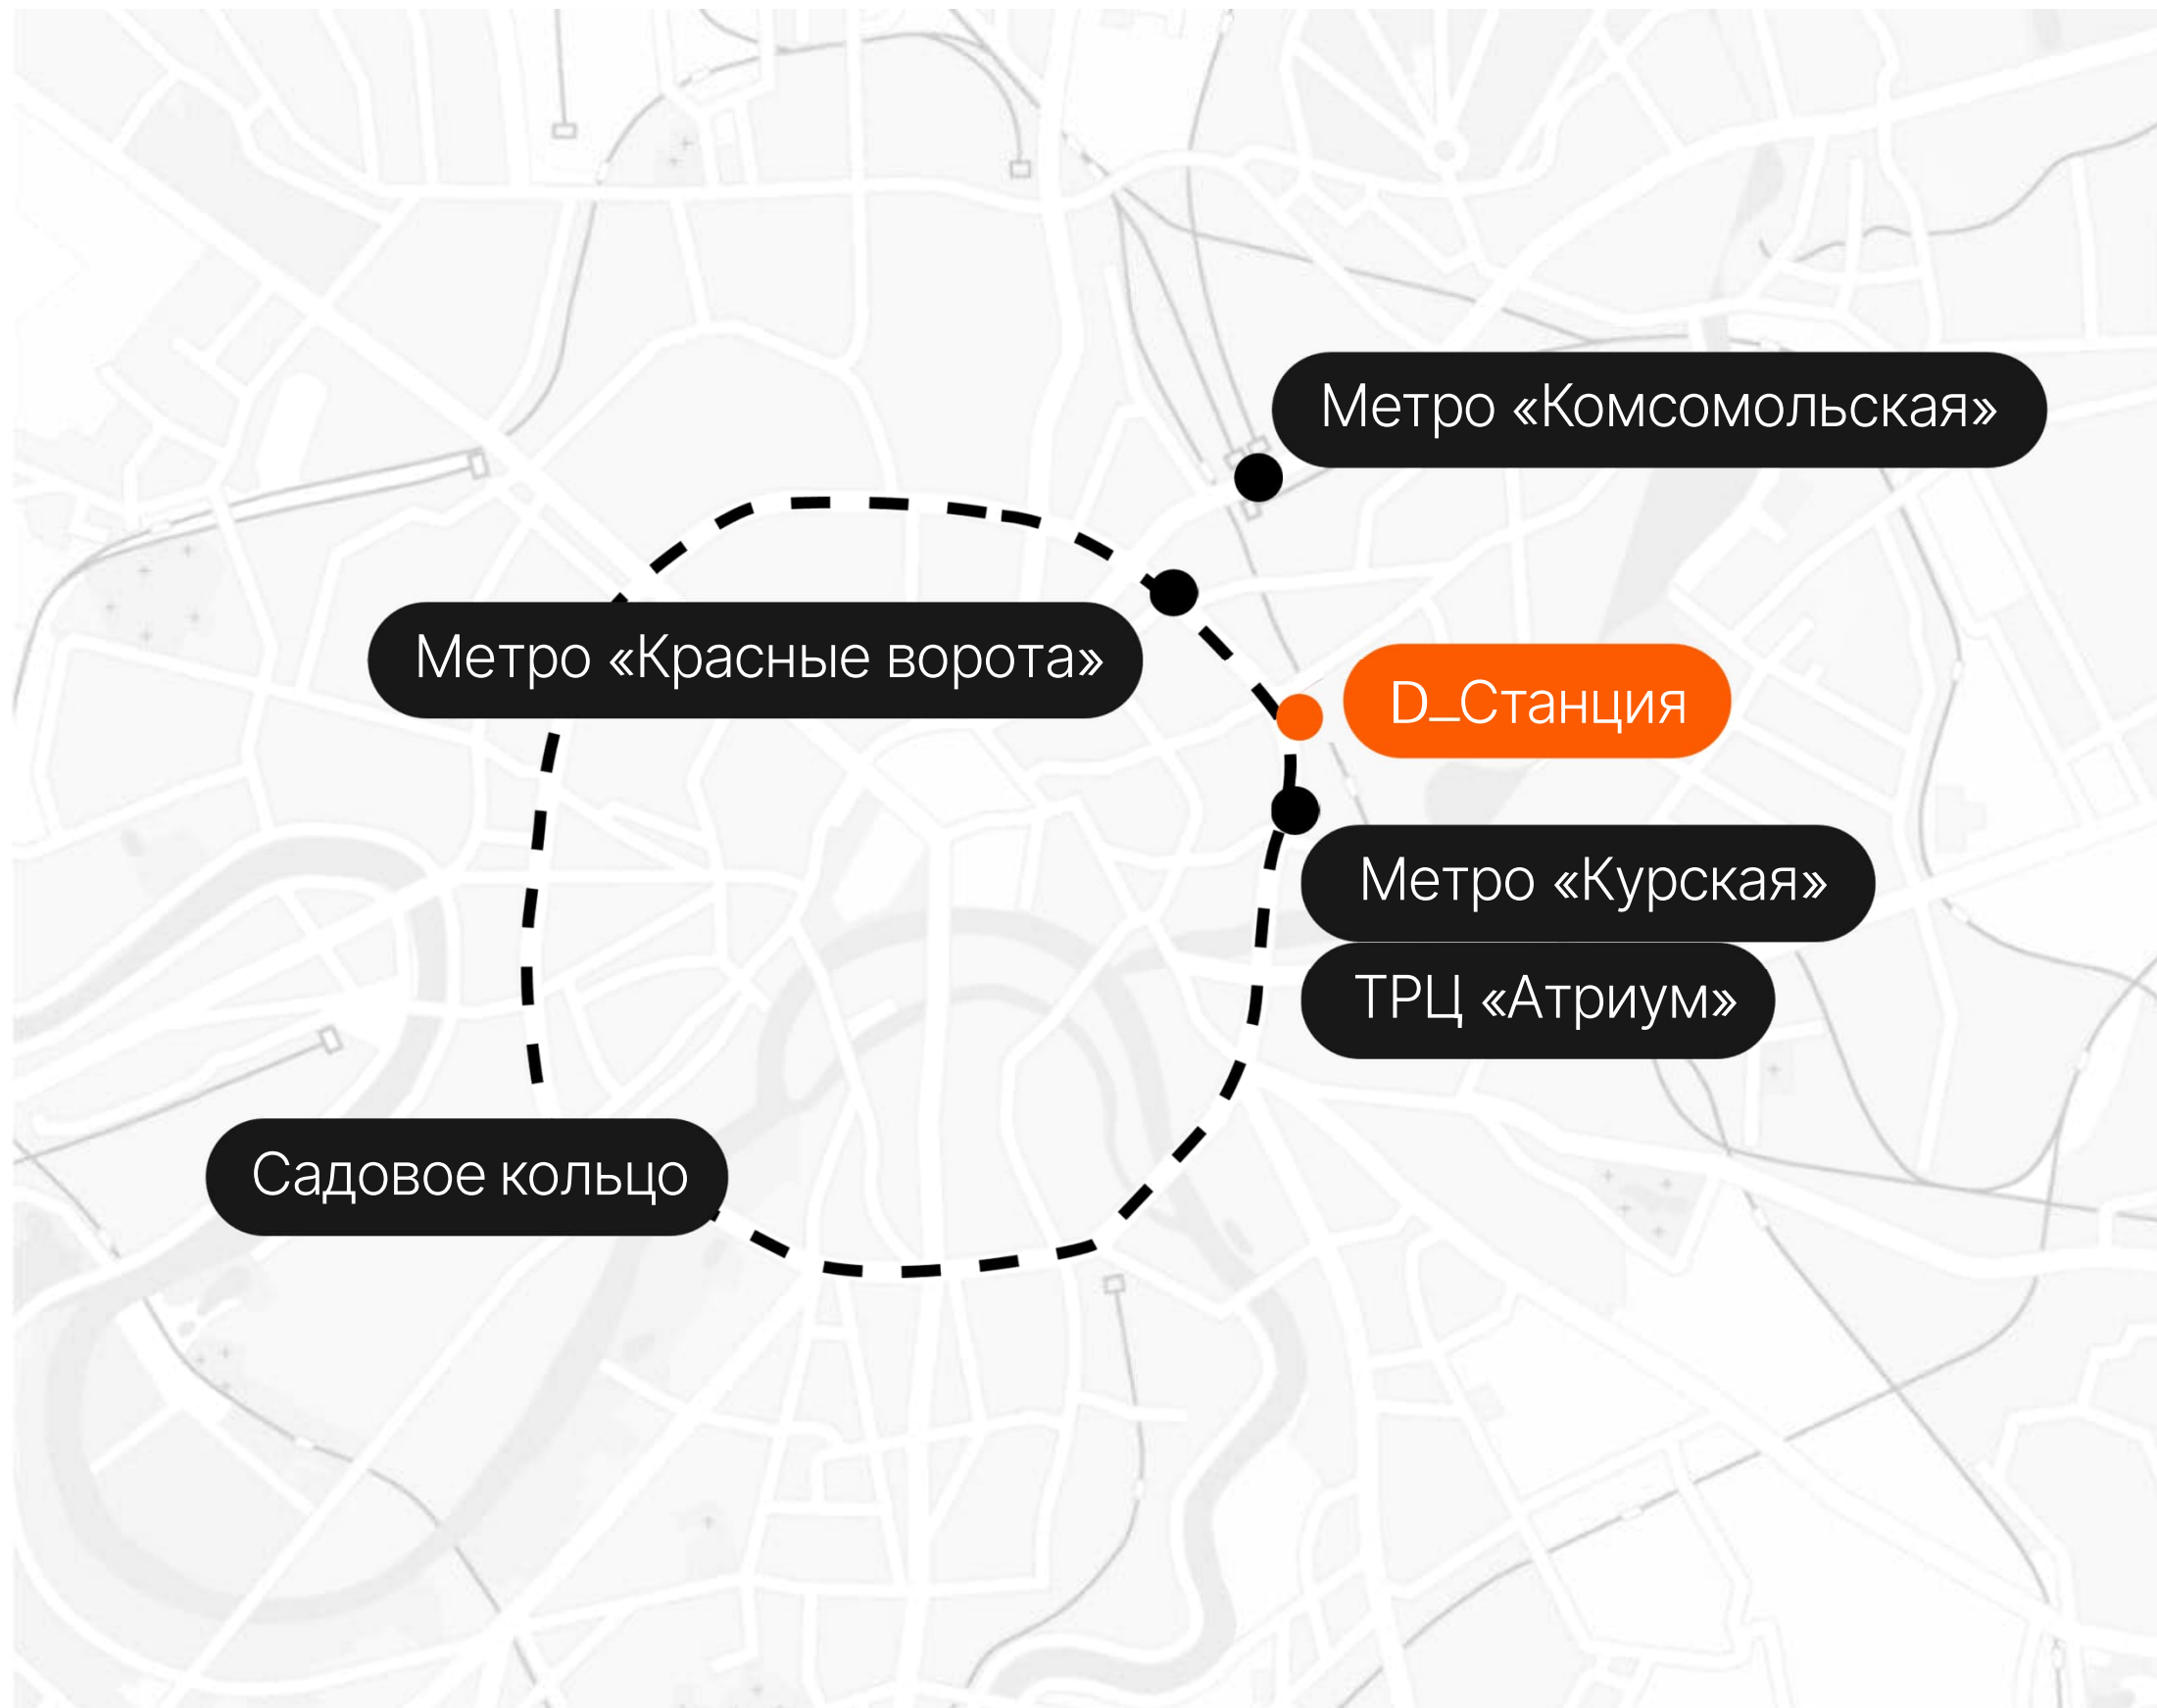 Метро «Комсомольская»
Метро «Красные ворота»
D_Станция
Метро «Курская»
ТРЦ «Атриум»
Садовое кольцо